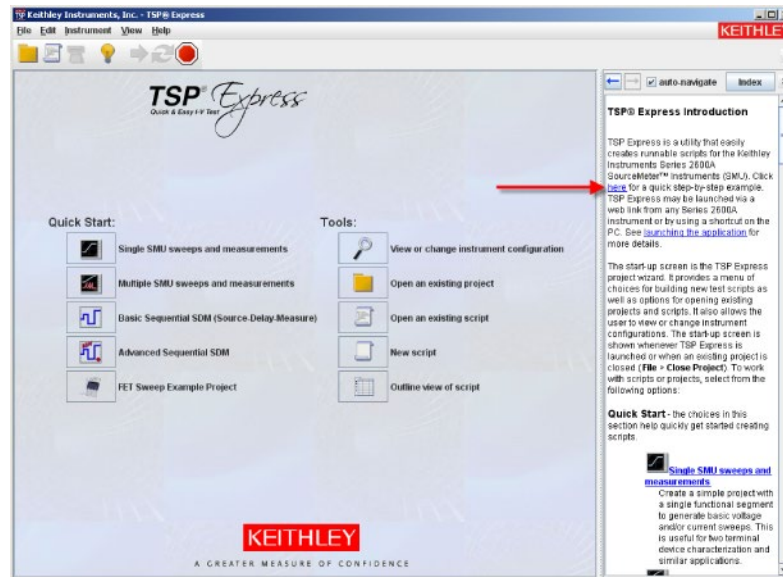 Keithley Instruments, Inc. - TSP® Express
File Edit Instrument View Help
KEITHLE
TSP® Express
Quick & Easy I-V Test
Quick Start:
Single SMU sweeps and measurements
Multiple SMU sweeps and measurements
Basic Sequential SDM (Source-Delay-Measure)
Advanced Sequential SDM
FET Sweep Example Project
Tools:
View or change instrument configuration
Open an existing project
Open an existing script
New script
Outline view of script
KEITHLEY
A GREATER MEASURE OF CONFIDENCE
auto-navigate Index
TSP® Express Introduction
TSP Express is a utility that easily
creates runnable scripts for the Keithley
Instruments Series 2600A
SourceMeter™ Instruments (SMU). Click
here for a quick step-by-step example.
TSP Express may be launched via a
web link from any Series 2600A
instrument or by using a shortcut on the
PC. See launching the application for
more details.
The start-up screen is the TSP Express
project wizard. It provides a menu of
choices for building new test scripts as
well as options for opening existing
projects and scripts. It also allows the
user to view or change instrument
configurations. The start-up screen is
shown whenever TSP Express is
launched or when an existing project is
closed (File > Close Project). To work
with scripts or projects, select from the
following options:
Quick Start - the choices in this
section help quickly get started creating
scripts.
Single SMU sweeps and
measurements
Create a simple project with
a single functional segment
to generate basic voltage
and/or current sweeps. This
is useful for two terminal
device characterization and
similar applications.